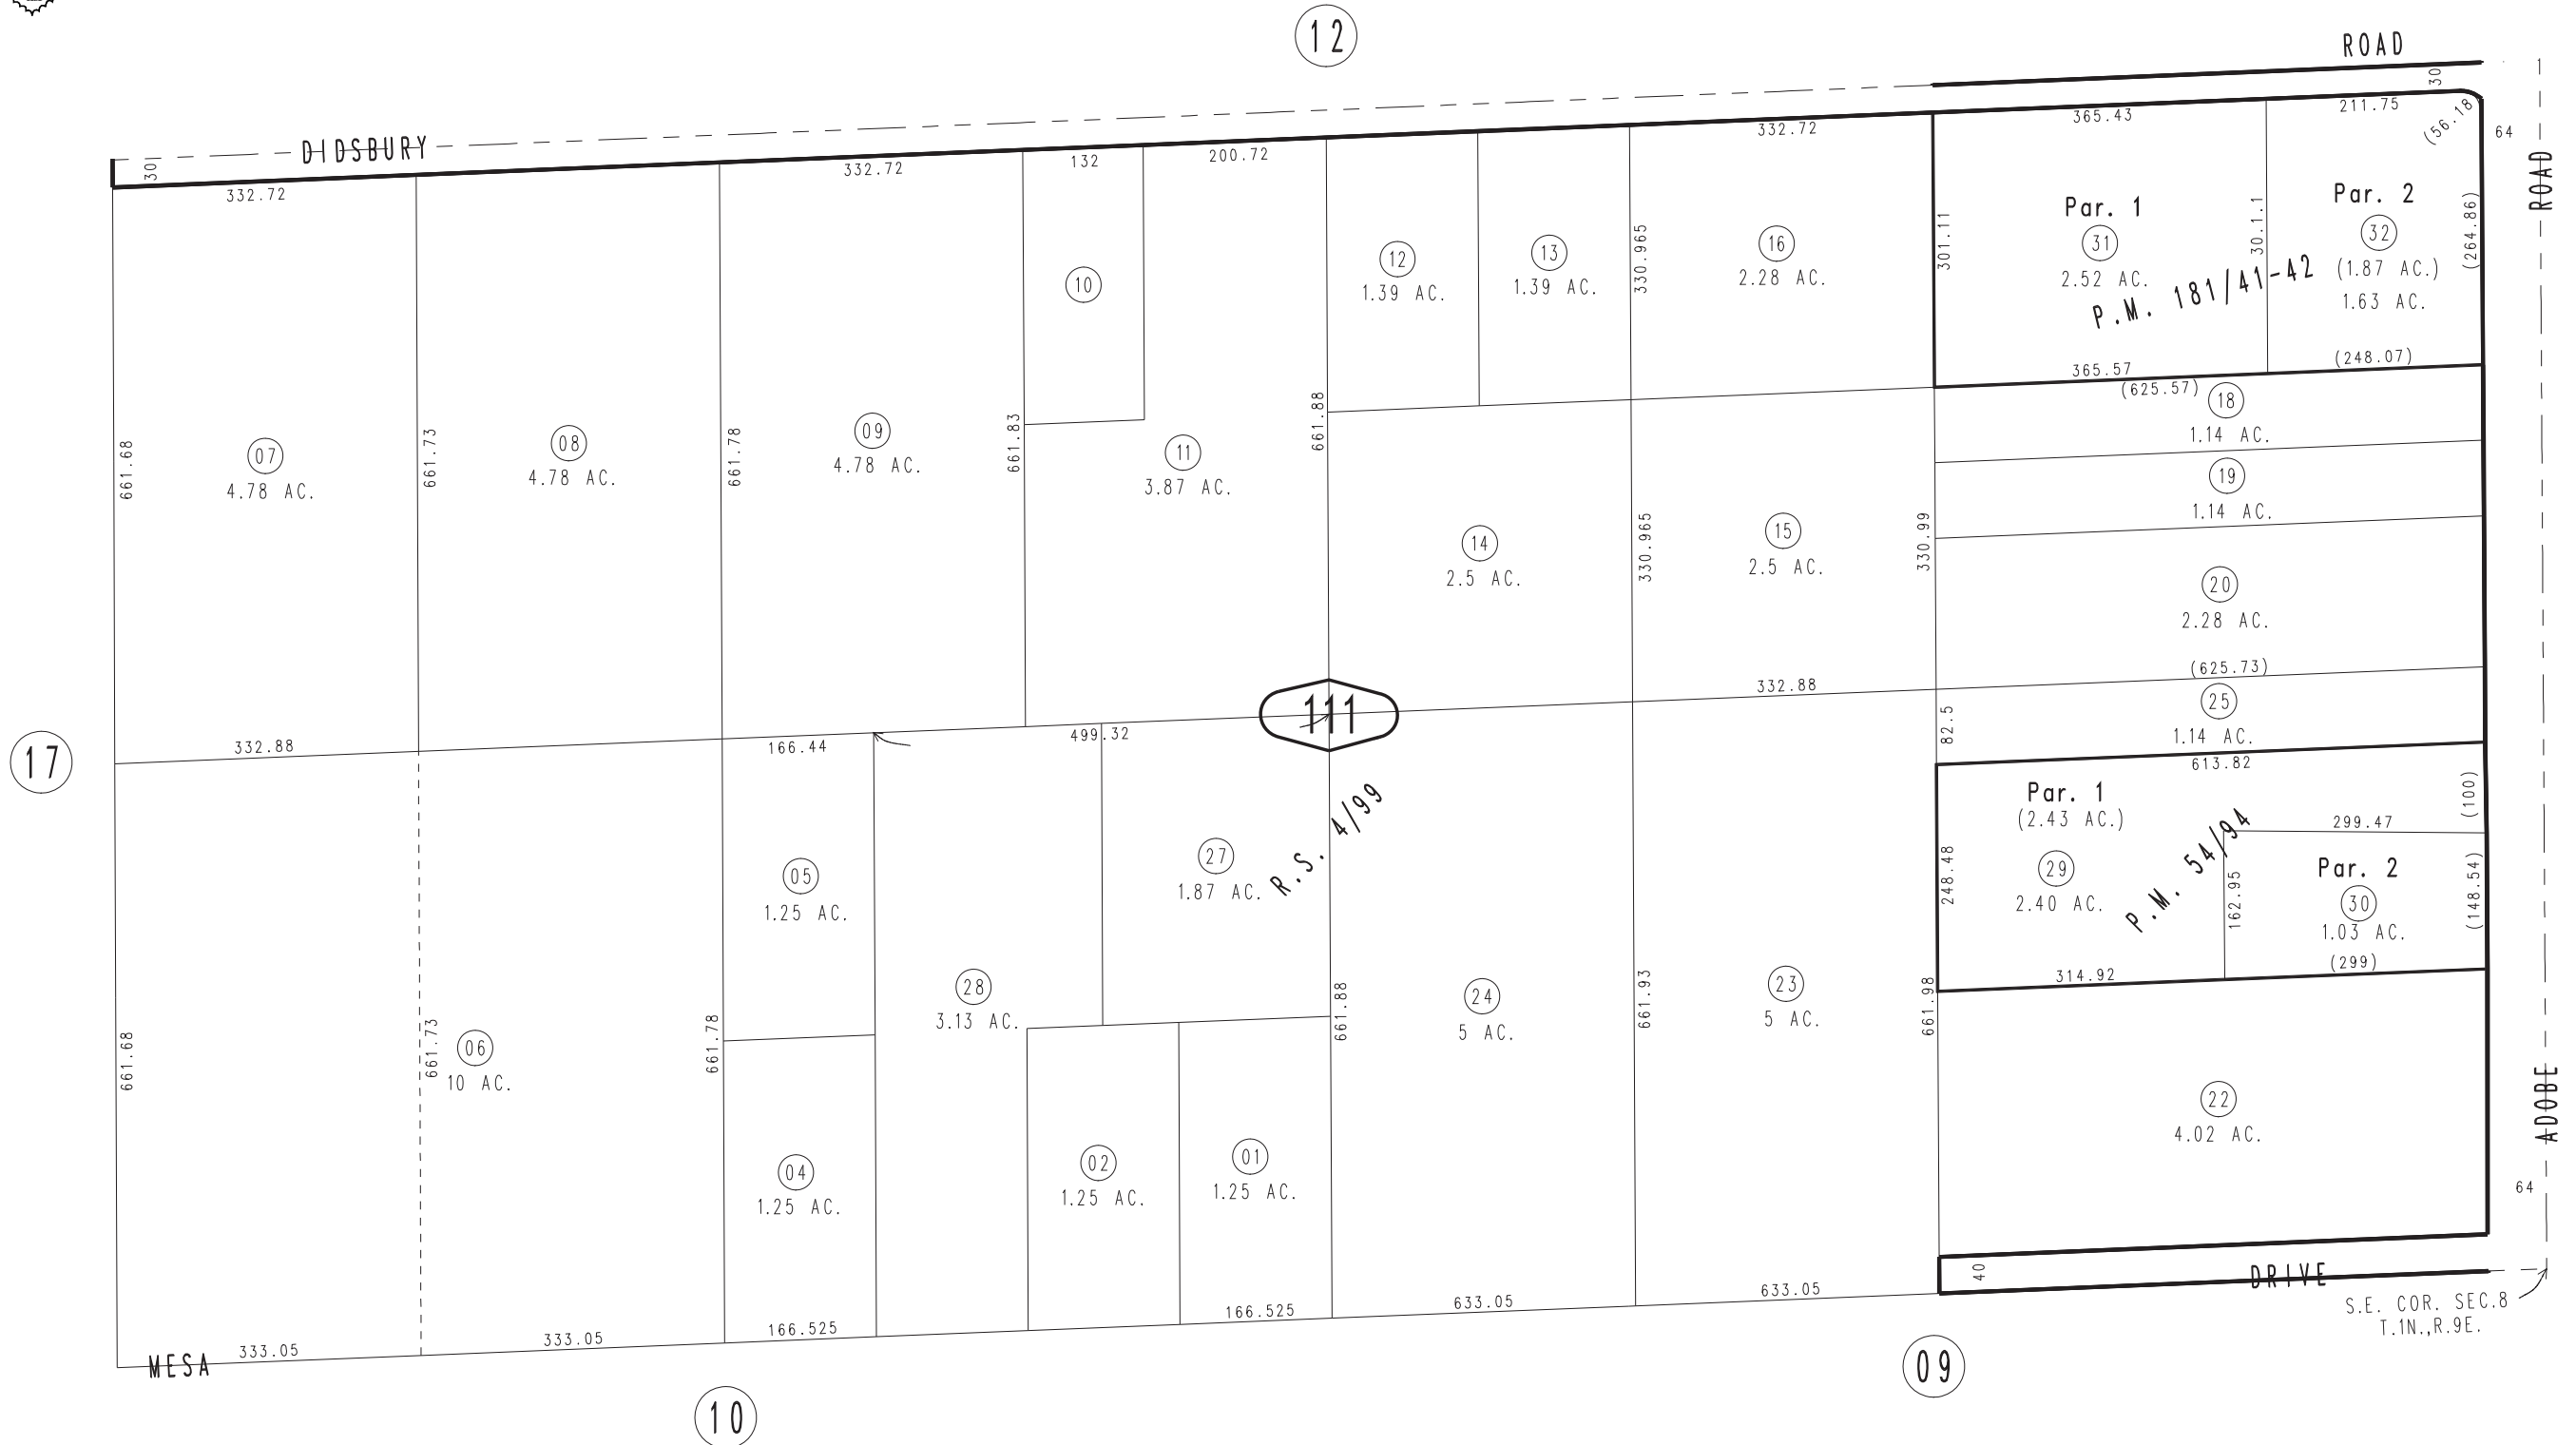 12
ROAD
30
DIDSBURY
30
332.72
332.72
132
200.72
332.72
365.43
211.75
(56.18
64
ROAD
Par. 1
31
2.52 AC.
301.11
30.1.1
Par. 2
32
(1.87 AC.)
1.63 AC.
(264.86)
P.M. 181/41-42
365.57
(248.07)
10
12
1.39 AC.
13
1.39 AC.
330.965
16
2.28 AC.
(625.57)
18
1.14 AC.
19
1.14 AC.
20
2.28 AC.
(625.73)
25
1.14 AC.
661.68
07
4.78 AC.
661.73
08
4.78 AC.
661.78
09
4.78 AC.
661.83
11
3.87 AC.
661.88
14
2.5 AC.
330.965
15
2.5 AC.
330.99
332.88
82.5
111
17
332.88
166.44
499.32
613.82
Par. 1
(2.43 AC.)
29
2.40 AC.
248.48
P.M. 54/94
(100)
299.47
Par. 2
30
1.03 AC.
162.95
(148.54)
314.92
(299)
05
1.25 AC.
27
1.87 AC.
R.S. 4/99
28
3.13 AC.
661.68
661.73
06
10 AC.
661.78
661.88
24
5 AC.
661.93
23
5 AC.
661.98
22
4.02 AC.
ADOBE
64
04
1.25 AC.
02
1.25 AC.
01
1.25 AC.
40
DRIVE
S.E. COR. SEC.8
T.1N.,R.9E.
MESA
333.05
333.05
166.525
166.525
633.05
633.05
09
10